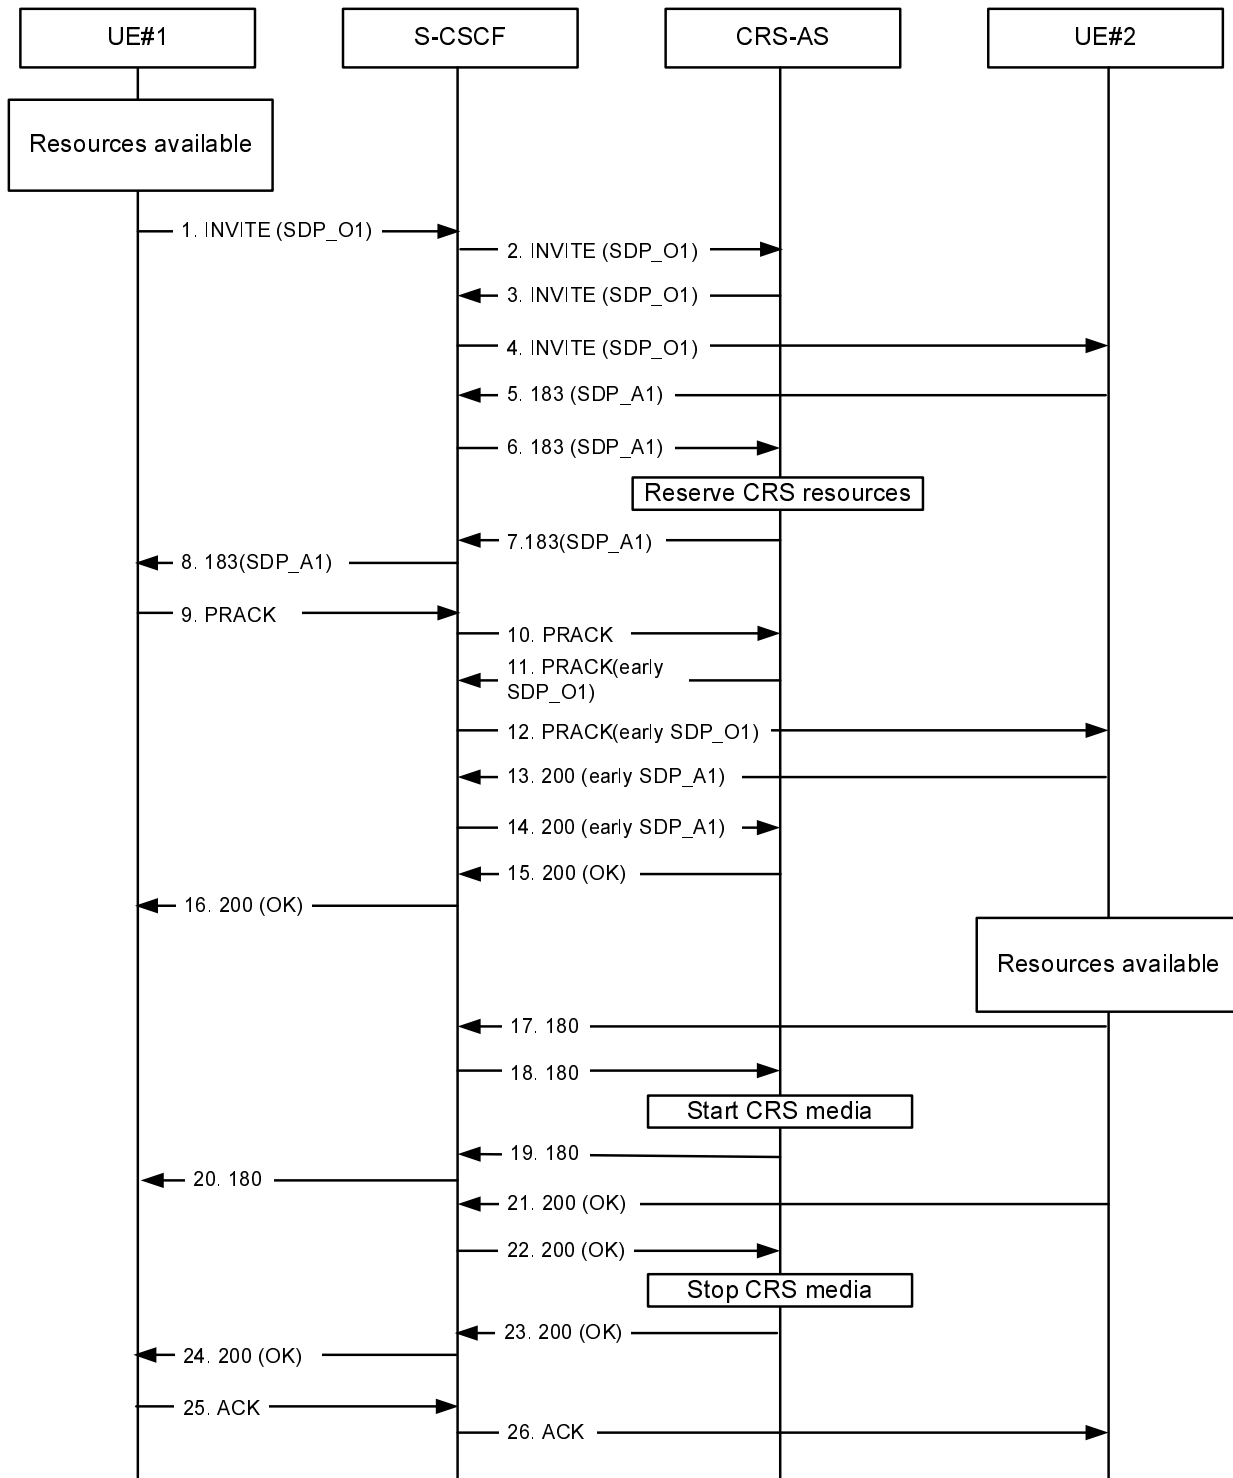 UE#1
S-CSCF
CRS-AS
UE#2
Resources available
1. INVITE (SDP_O1)
2. INVITE (SDP_O1)
3. INVITE (SDP_O1)
4. INVITE (SDP_O1)
5. 183 (SDP_A1)
6. 183 (SDP_A1)
Reserve CRS resources
7.183(SDP_A1)
8. 183(SDP_A1)
9. PRACK
10. PRACK
11. PRACK(early
SDP_O1)
12. PRACK(early SDP_O1)
13. 200 (early SDP_A1)
14. 200 (early SDP_A1)
15. 200 (OK)
16. 200 (OK)
Resources available
17. 180
18. 180
Start CRS media
19. 180
20. 180
21. 200 (OK)
22. 200 (OK)
Stop CRS media
23. 200 (OK)
24. 200 (OK)
25. ACK
26. ACK